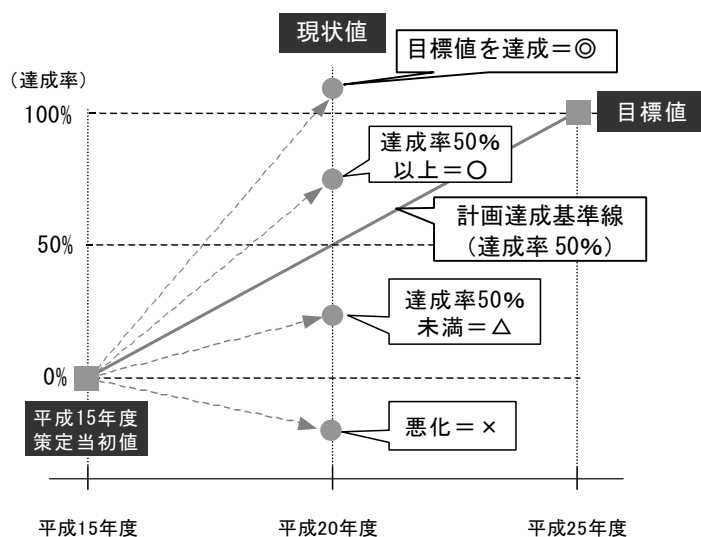 現状値
目標値を達成＝◎
（達成率）
100%
目標値
達成率50%
以上＝○
計画達成基準線
（達成率 50%）
50%
達成率50%
未満＝△
0%
平成15年度
策定当初値
悪化＝×
平成15年度
平成20年度
平成25年度